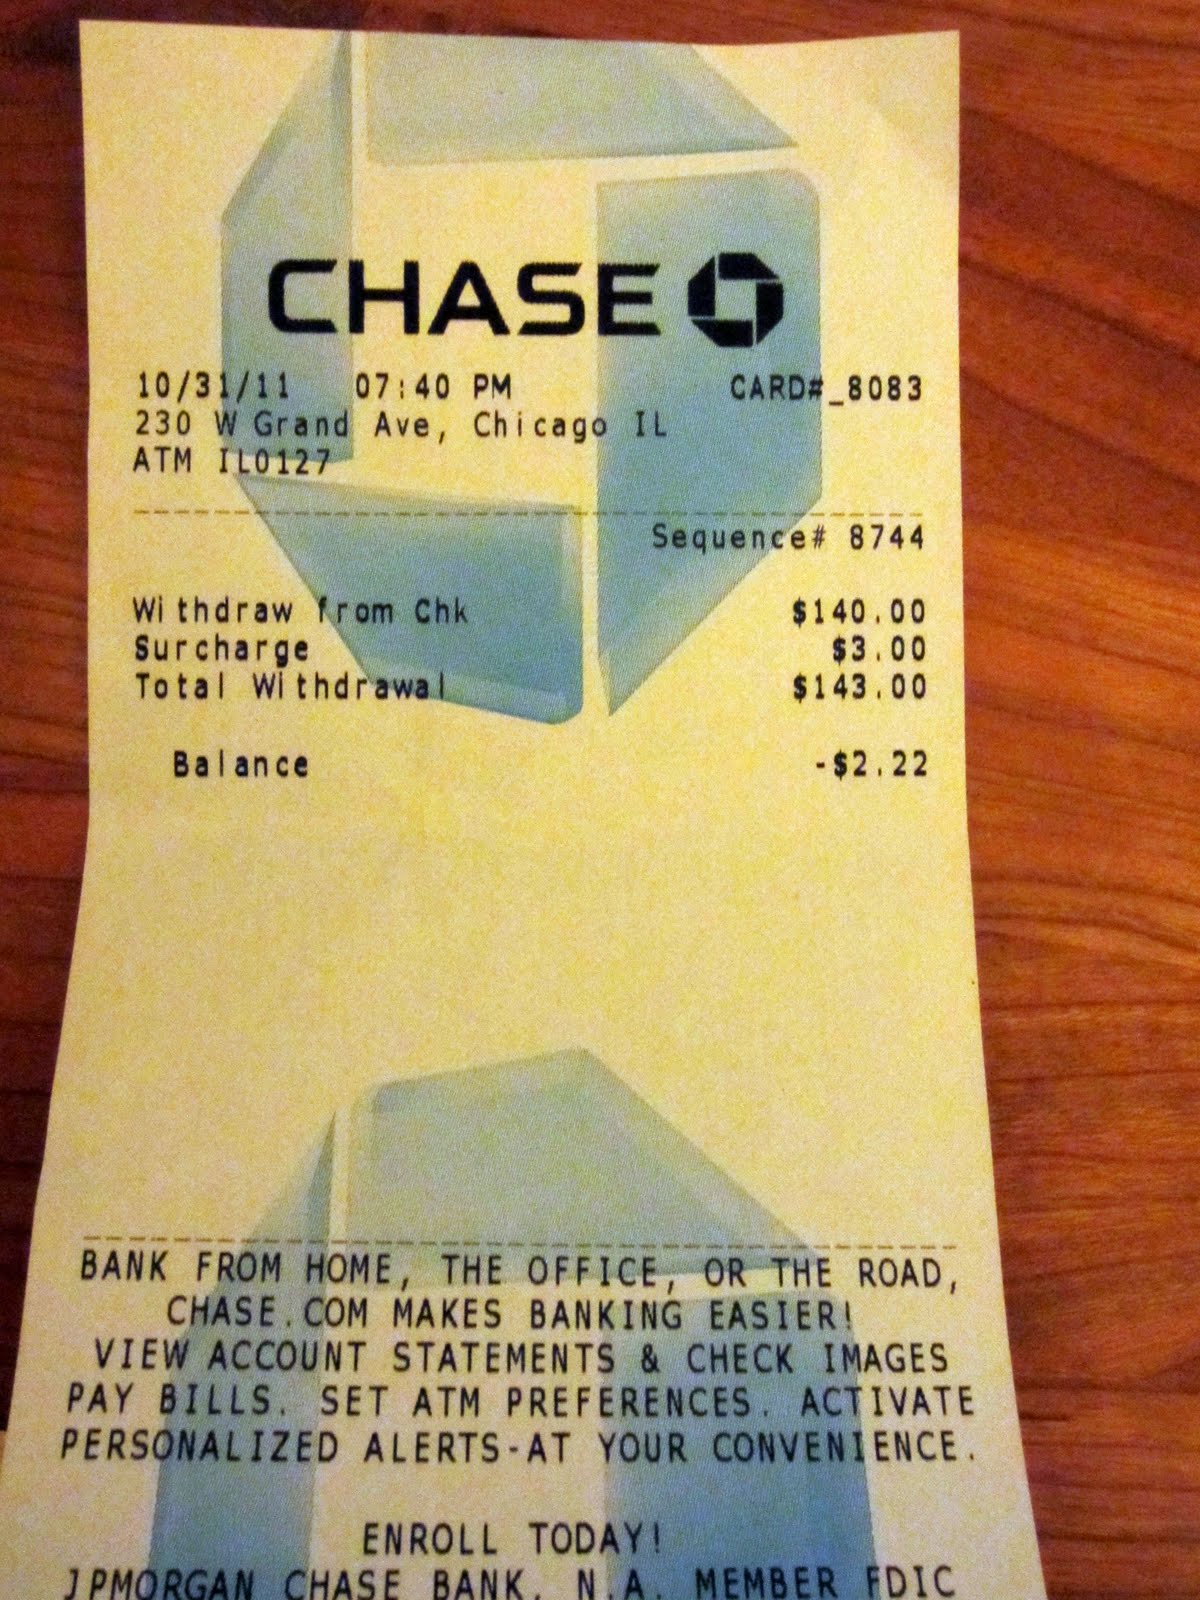 CHASE
10/31/11 07:40 PM CARD#_8083
230 W Grand Ave, Chicago IL
ATM IL0127
Sequence# 8744
Withdraw from Chk $140.00
Surcharge $3.00
Total Withdrawal $143.00
Balance -$2.22
BANK FROM HOME, THE OFFICE, OR THE ROAD,
CHASE.COM MAKES BANKING EASIER!
VIEW ACCOUNT STATEMENTS & CHECK IMAGES
PAY BILLS. SET ATM PREFERENCES. ACTIVATE
PERSONALIZED ALERTS-AT YOUR CONVENIENCE.
ENROLL TODAY!
JPMORGAN CHASE BANK, N.A. MEMBER FDIC